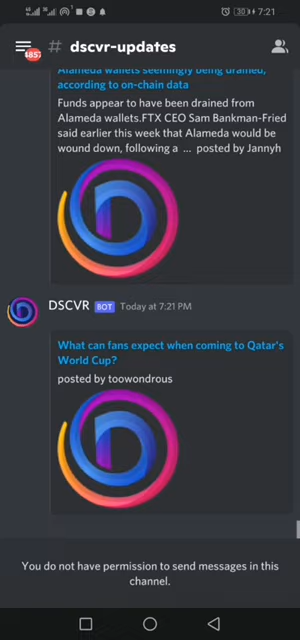 7:21
# dscvr-updates
Alameda wallets seemingly being drained,
according to on-chain data
Funds appear to have been drained from
Alameda wallets.FTX CEO Sam Bankman-Fried
said earlier this week that Alameda would be
wound down, following a ... posted by Jannyh
DSCVR BOT Today at 7:21 PM
What can fans expect when coming to Qatar's
World Cup?
posted by toowondrous
You do not have permission to send messages in this
channel.